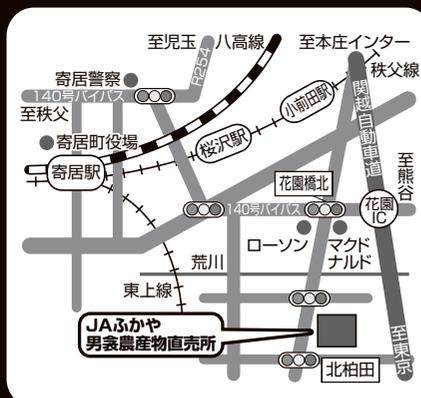 至児玉
八高線
至本庄インター
R254
秩父線
寄居警察
140号バイパス
至秩父
小前田駅
関越自動車道
寄居町役場
桜沢駅
至熊谷
寄居駅
花園橋北
花園
IC
140号バイパス
ローソン
マクド
ナルド
荒川
東上線
JAふかや
男衾農産物直売所
至東京
北柏田